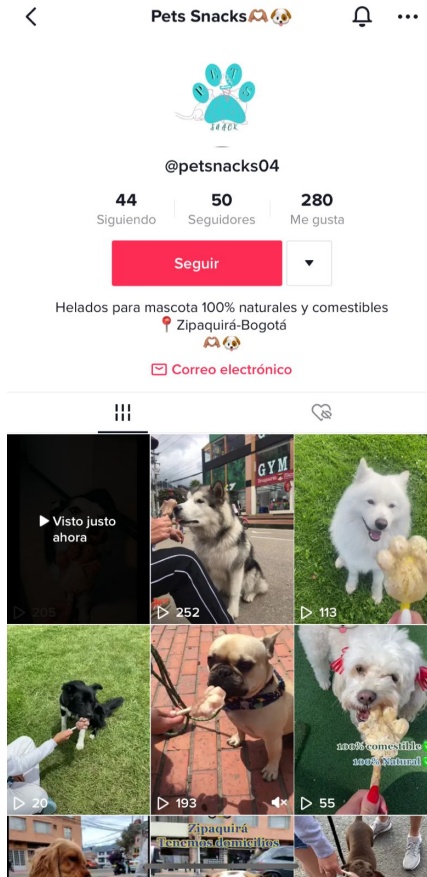 Pets Snacks🫶🏽🐶
PETS
@petsnacks04
44
Siguiendo
50
Seguidores
280
Me gusta
Seguir
Helados para mascota 100% naturales y comestibles
📍Zipaquirá-Bogotá
🫶🏽🐶
Correo electrónico
Visto justo
ahora
205
252
GYM
113
20
193
100% comestible
100% Natural
55
Zipaquirá
Tenemos domicilios